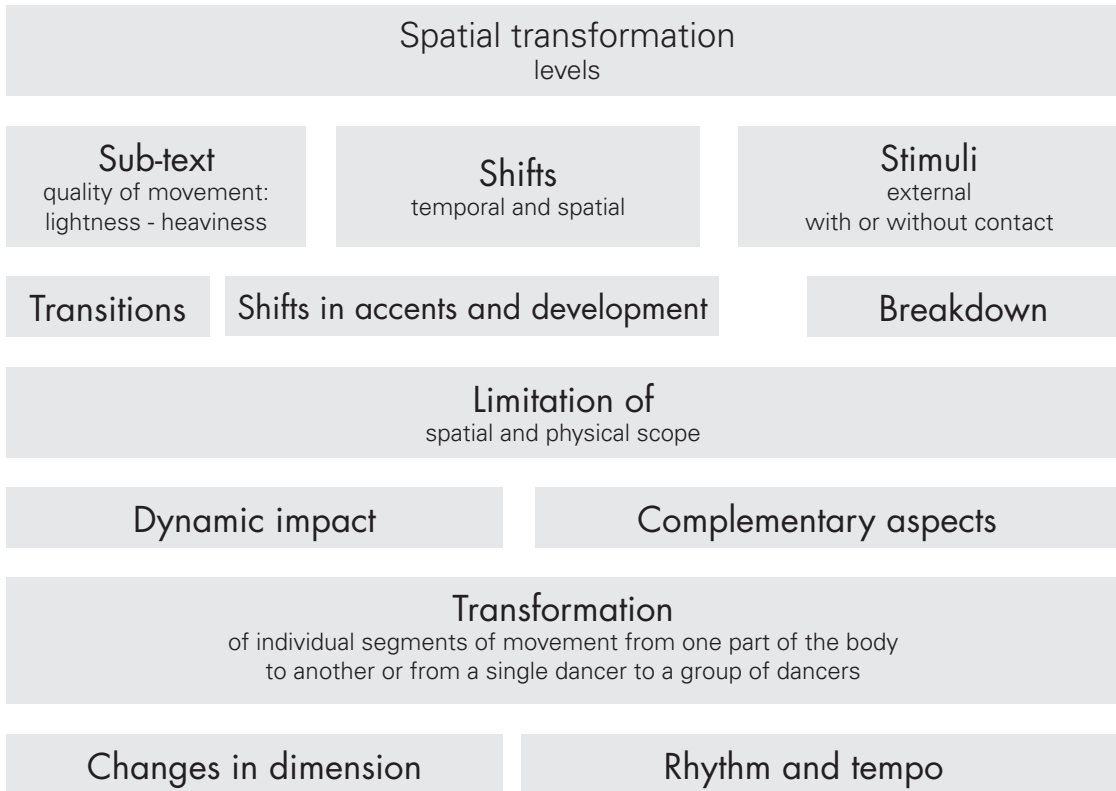 Spatial transformation
levels
Sub-text
quality of movement:
lightness - heaviness
Shifts
temporal and spatial
Stimuli
external
with or without contact
Transitions
Shifts in accents and development
Breakdown
Limitation of
spatial and physical scope
Dynamic impact
Complementary aspects
Transformation
of individual segments of movement from one part of the body
to another or from a single dancer to a group of dancers
Changes in dimension
Rhythm and tempo